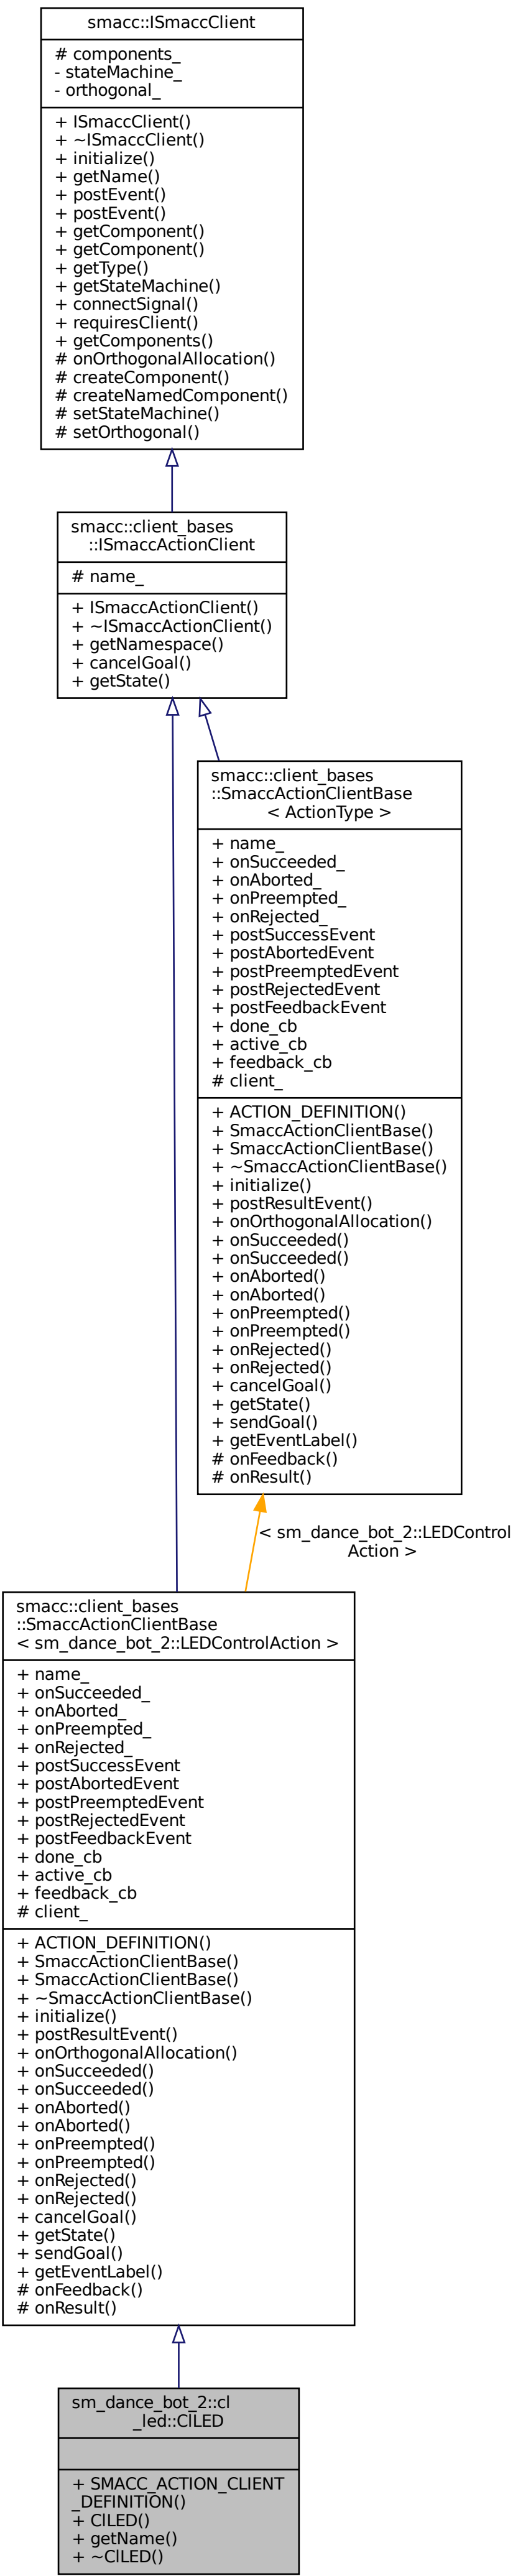 smacc::ISmaccClient
# components_
- stateMachine_
- orthogonal_
+ ISmaccClient()
+ ~ISmaccClient()
+ initialize()
+ getName()
+ postEvent()
+ postEvent()
+ getComponent()
+ getComponent()
+ getType()
+ getStateMachine()
+ connectSignal()
+ requiresClient()
+ getComponents()
# onOrthogonalAllocation()
# createComponent()
# createNamedComponent()
# setStateMachine()
# setOrthogonal()
smacc::client_bases
::ISmaccActionClient
# name_
+ ISmaccActionClient()
+ ~ISmaccActionClient()
+ getNamespace()
+ cancelGoal()
+ getState()
smacc::client_bases
::SmaccActionClientBase
< ActionType >
+ name_
+ onSucceeded_
+ onAborted_
+ onPreempted_
+ onRejected_
+ postSuccessEvent
+ postAbortedEvent
+ postPreemptedEvent
+ postRejectedEvent
+ postFeedbackEvent
+ done_cb
+ active_cb
+ feedback_cb
# client_
+ ACTION_DEFINITION()
+ SmaccActionClientBase()
+ SmaccActionClientBase()
+ ~SmaccActionClientBase()
+ initialize()
+ postResultEvent()
+ onOrthogonalAllocation()
+ onSucceeded()
+ onSucceeded()
+ onAborted()
+ onAborted()
+ onPreempted()
+ onPreempted()
+ onRejected()
+ onRejected()
+ cancelGoal()
+ getState()
+ sendGoal()
+ getEventLabel()
# onFeedback()
# onResult()
< sm_dance_bot_2::LEDControl
Action >
smacc::client_bases
::SmaccActionClientBase
< sm_dance_bot_2::LEDControlAction >
+ name_
+ onSucceeded_
+ onAborted_
+ onPreempted_
+ onRejected_
+ postSuccessEvent
+ postAbortedEvent
+ postPreemptedEvent
+ postRejectedEvent
+ postFeedbackEvent
+ done_cb
+ active_cb
+ feedback_cb
# client_
+ ACTION_DEFINITION()
+ SmaccActionClientBase()
+ SmaccActionClientBase()
+ ~SmaccActionClientBase()
+ initialize()
+ postResultEvent()
+ onOrthogonalAllocation()
+ onSucceeded()
+ onSucceeded()
+ onAborted()
+ onAborted()
+ onPreempted()
+ onPreempted()
+ onRejected()
+ onRejected()
+ cancelGoal()
+ getState()
+ sendGoal()
+ getEventLabel()
# onFeedback()
# onResult()
sm_dance_bot_2::cl
_led::ClLED
+ SMACC_ACTION_CLIENT
_DEFINITION()
+ ClLED()
+ getName()
+ ~ClLED()